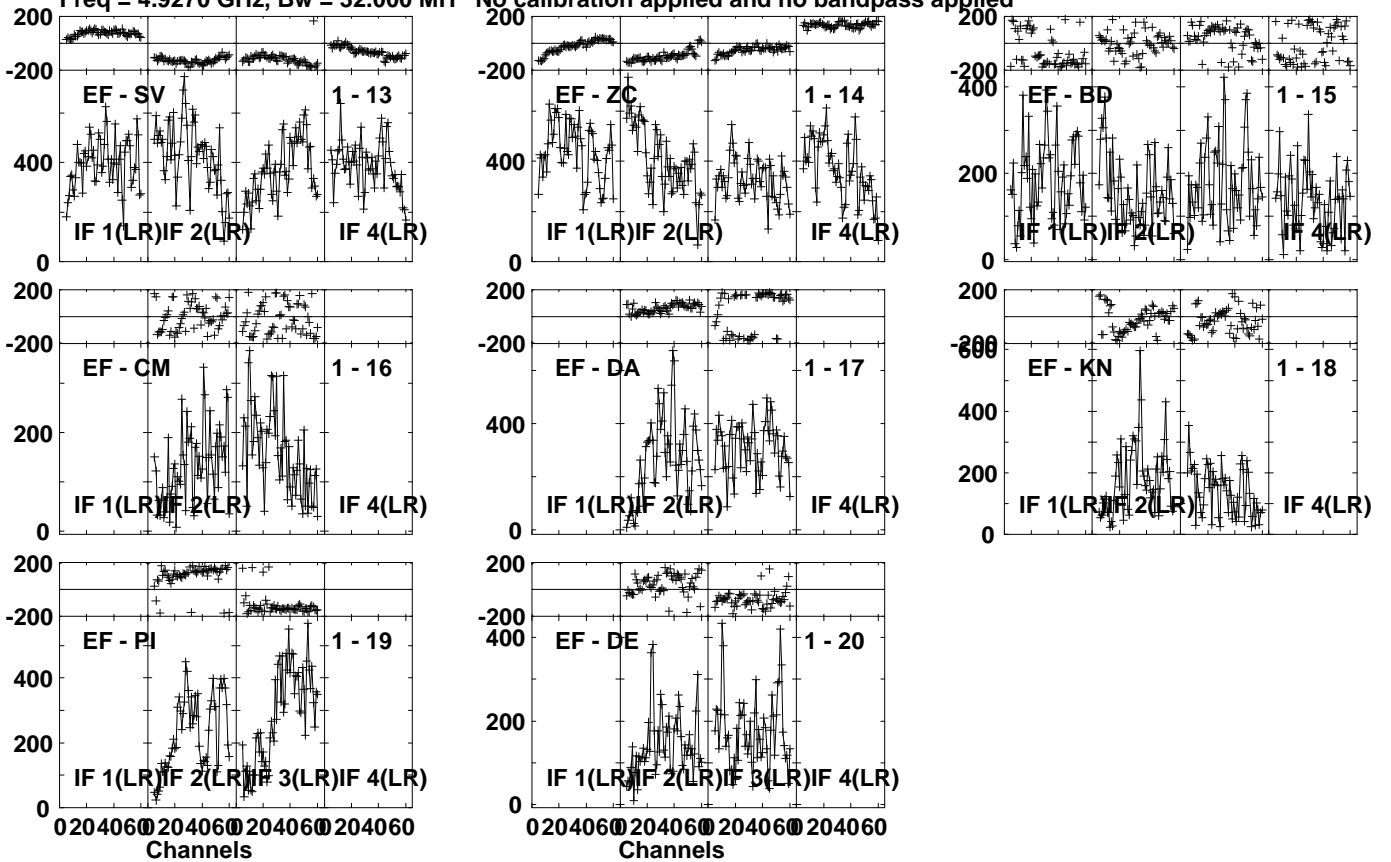 Freq = 4.9270 GHz, Bw = 32.000 MH No calibration applied and no bandpass applied
200
-200
EF - SV 1 - 13
400
IF 1(LR) IF 2(LR) IF 4(LR)
0
200
-200
EF - ZC 1 - 14
400
IF 1(LR) IF 2(LR) IF 4(LR)
0
200
-200
400
EF - BD 1 - 15
200
IF 1(LR) IF 2(LR) IF 4(LR)
0
200
-200
EF - CM 1 - 16
200
IF 1(LR) IF 2(LR) IF 4(LR)
0
200
-200
EF - DA 1 - 17
400
IF 1(LR) IF 2(LR) IF 4(LR)
0
200
-200
600
EF - KN 1 - 18
400
200
IF 1(LR) IF 2(LR) IF 4(LR)
0
200
-200
EF - PI 1 - 19
400
200
IF 1(LR) IF 2(LR) IF 3(LR) IF 4(LR)
0
0 20 40 60 0 20 40 60 0 20 40 60 0 20 40 60
Channels
200
-200
EF - DE 1 - 20
400
200
IF 1(LR) IF 2(LR) IF 3(LR) IF 4(LR)
0
0 20 40 60 0 20 40 60 0 20 40 60 0 20 40 60
Channels